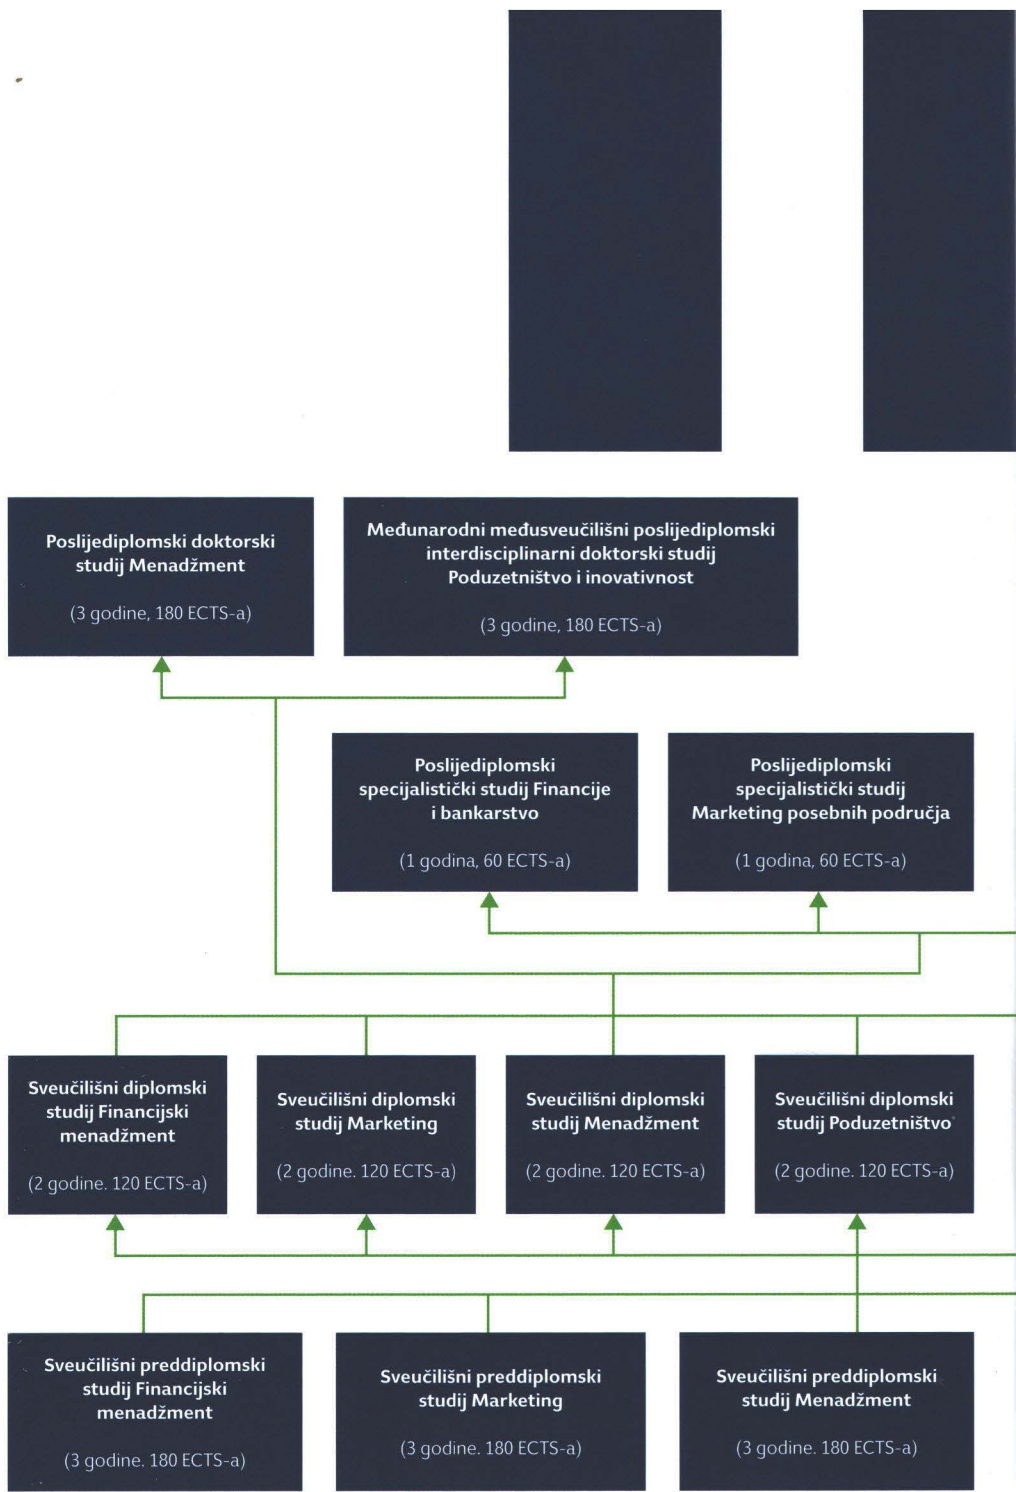 Poslijediplomski doktorski
studij Menadžment
(3 godine, 180 ECTS-a)
Međunarodni međusveučilišni poslijediplomski
interdisciplinarni doktorski studij
Poduzetništvo i inovativnost
(3 godine, 180 ECTS-a)
Poslijediplomski
specijalistički studij Financije
i bankarstvo
(1 godina, 60 ECTS-a)
Poslijediplomski
specijalistički studij
Marketing posebnih područja
(1 godina, 60 ECTS-a)
Sveučilišni diplomski
studij Financijski
menadžment
(2 godine. 120 ECTS-a)
Sveučilišni diplomski
studij Marketing
(2 godine. 120 ECTS-a)
Sveučilišni diplomski
studij Menadžment
(2 godine. 120 ECTS-a)
Sveučilišni diplomski
studij Poduzetništvo
(2 godine. 120 ECTS-a)
Sveučilišni preddiplomski
studij Financijski
menadžment
(3 godine. 180 ECTS-a)
Sveučilišni preddiplomski
studij Marketing
(3 godine. 180 ECTS-a)
Sveučilišni preddiplomski
studij Menadžment
(3 godine. 180 ECTS-a)